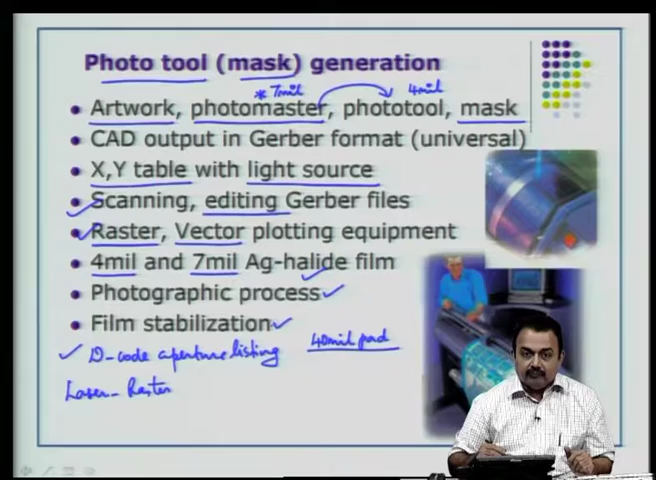 Photo tool (mask) generation
* 7mil 4mil
• Artwork, photomaster, phototool, mask
• CAD output in Gerber format (universal)
• X,Y table with light source
• Scanning, editing Gerber files
• Raster, Vector plotting equipment
• 4mil and 7mil Ag-halide film
• Photographic process
• Film stabilization
40mil pad
D-code aperture listing
Laser-Raster